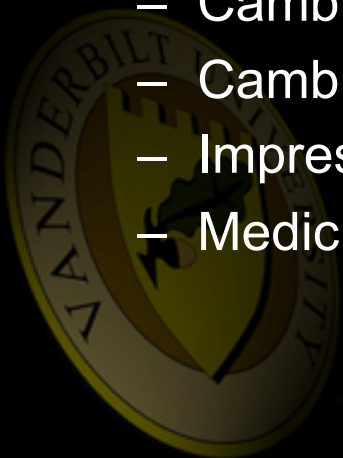 – Camb
– Camb
– Impres
– Medic
VANDERBILT UNIVERSITY